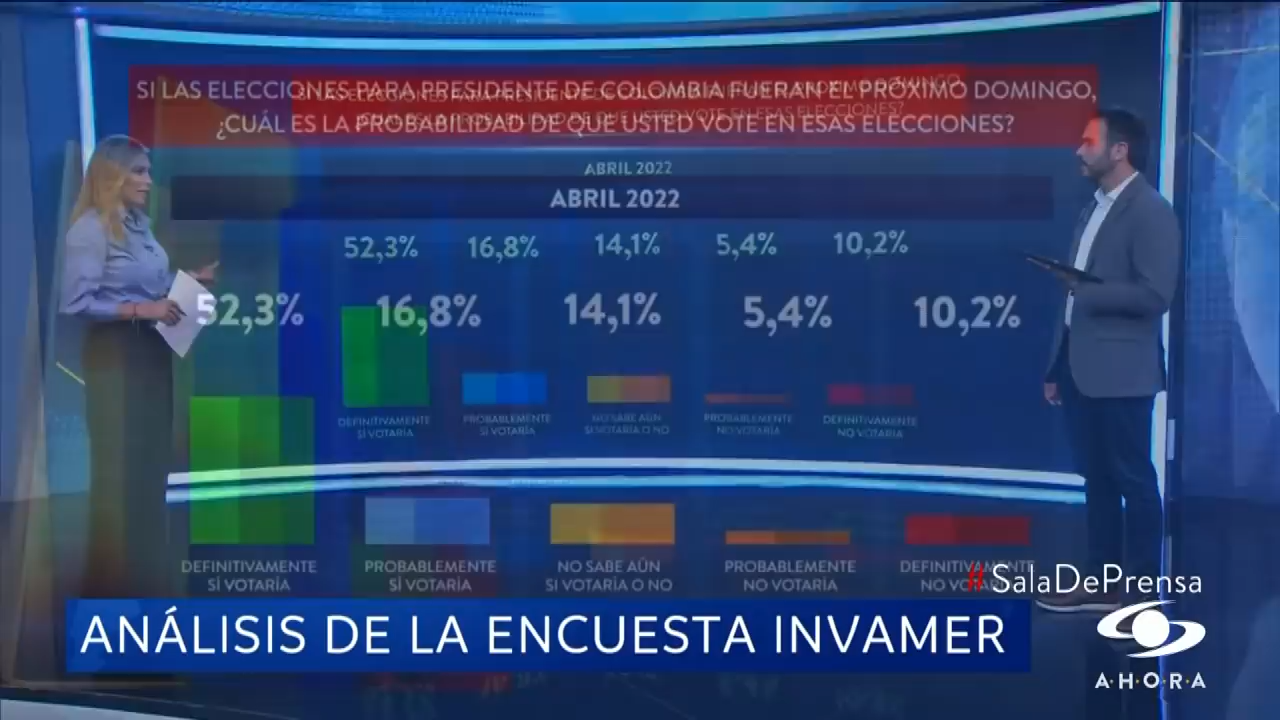 SI LAS ELECCIONES PARA PRESIDENTE DE COLOMBIA FUERAN EL PRÓXIMO DOMINGO,
¿CUÁL ES LA PROBABILIDAD DE QUE USTED VOTE EN ESAS ELECCIONES?
ABRIL 2022
ABRIL 2022
52,3% 16,8% 14,1% 5,4% 10,2%
52,3% 16,8% 14,1% 5,4% 10,2%
DEFINITIVAMENTE PROBABLEMENTE NO SABE AÚN PROBABLEMENTE DEFINITIVAMENTE
SÍ VOTARÍA SÍ VOTARÍA SI VOTARÍA O NO NO VOTARÍA NO VOTARÍA
DEFINITIVAMENTE PROBABLEMENTE NO SABE AÚN PROBABLEMENTE DEFINITIVAMENTE
SÍ VOTARÍA SÍ VOTARÍA SI VOTARÍA O NO NO VOTARÍA NO VOTARÍA
#SalaDePrensa
ANÁLISIS DE LA ENCUESTA INVAMER
A·H·O·R·A